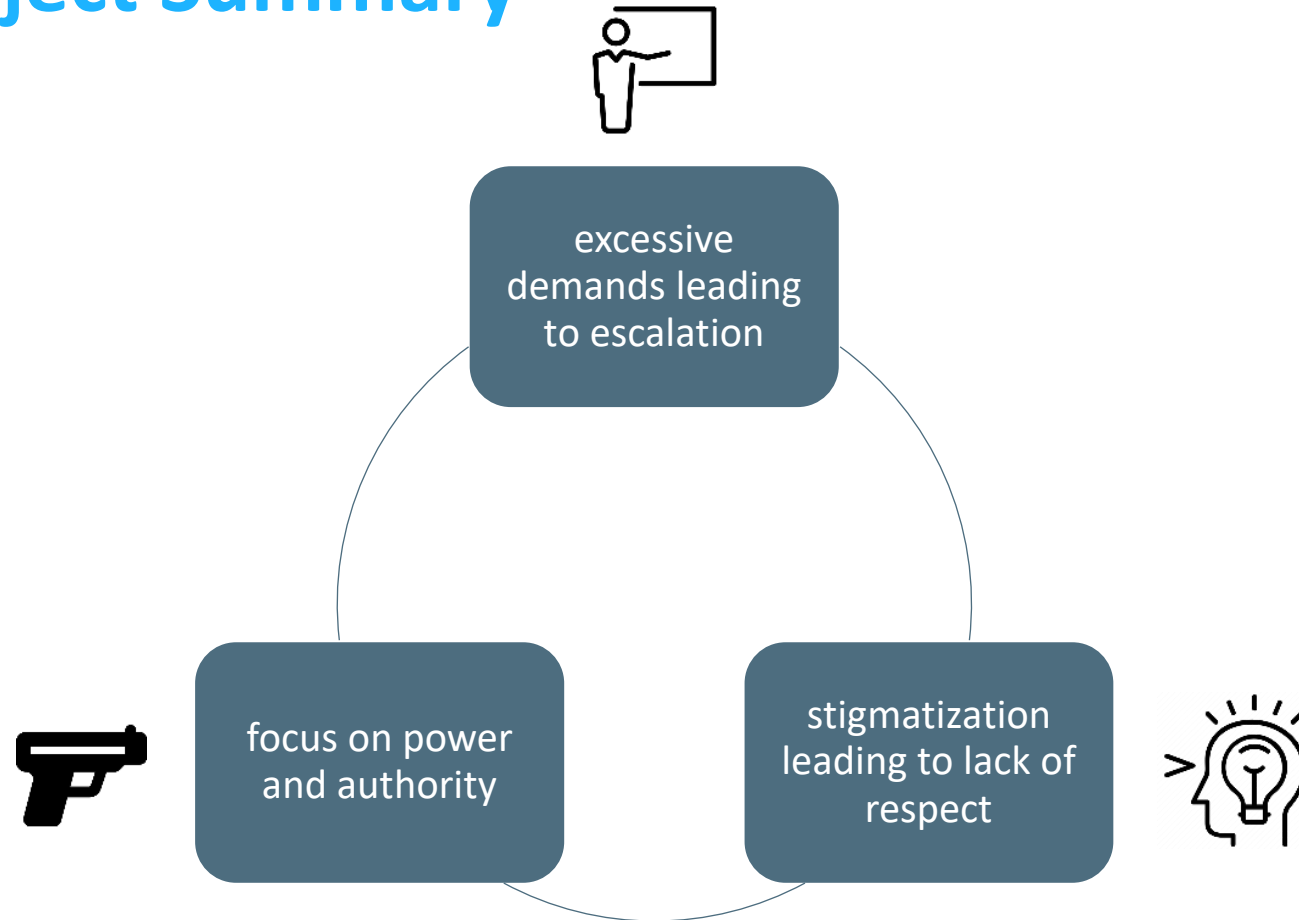 ject Summary
excessive
demands leading
to escalation
focus on power
and authority
stigmatization
leading to lack of
respect